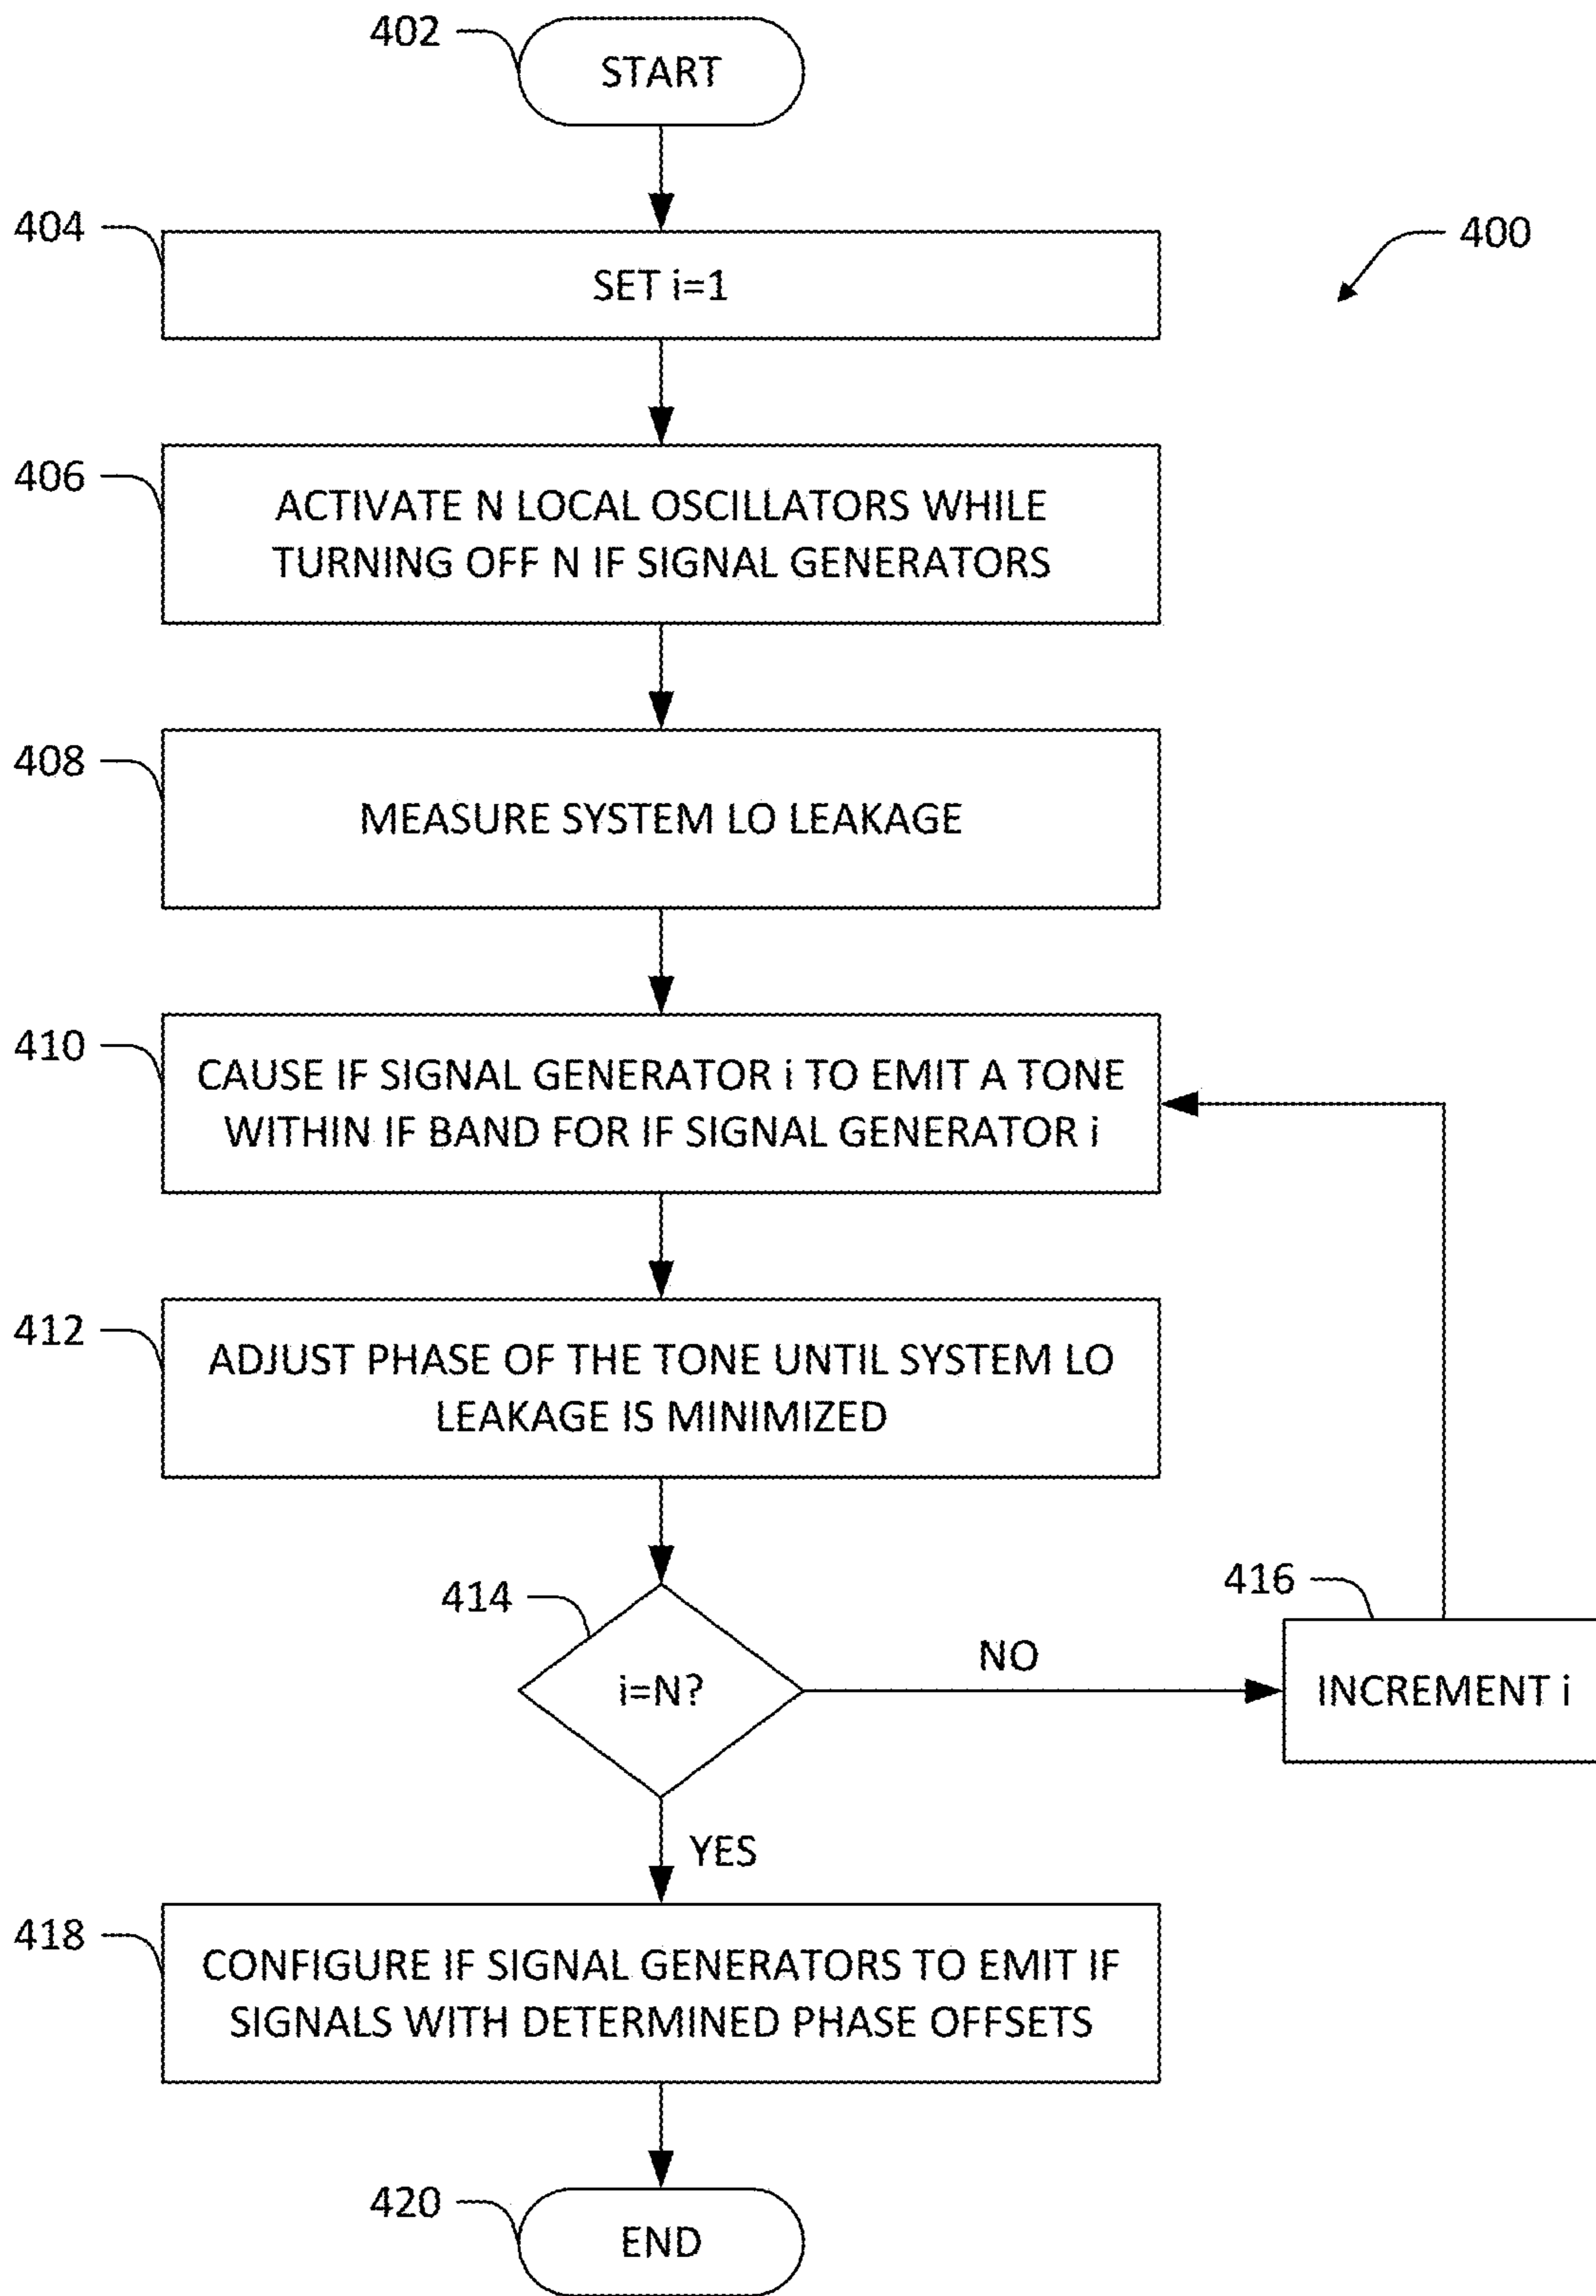 402
START
404
SET i=1
400
406
ACTIVATE N LOCAL OSCILLATORS WHILE
TURNING OFF N IF SIGNAL GENERATORS
408
MEASURE SYSTEM LO LEAKAGE
410
CAUSE IF SIGNAL GENERATOR i TO EMIT A TONE
WITHIN IF BAND FOR IF SIGNAL GENERATOR i
412
ADJUST PHASE OF THE TONE UNTIL SYSTEM LO
LEAKAGE IS MINIMIZED
414
i=N?
NO
416
INCREMENT i
YES
418
CONFIGURE IF SIGNAL GENERATORS TO EMIT IF
SIGNALS WITH DETERMINED PHASE OFFSETS
420
END